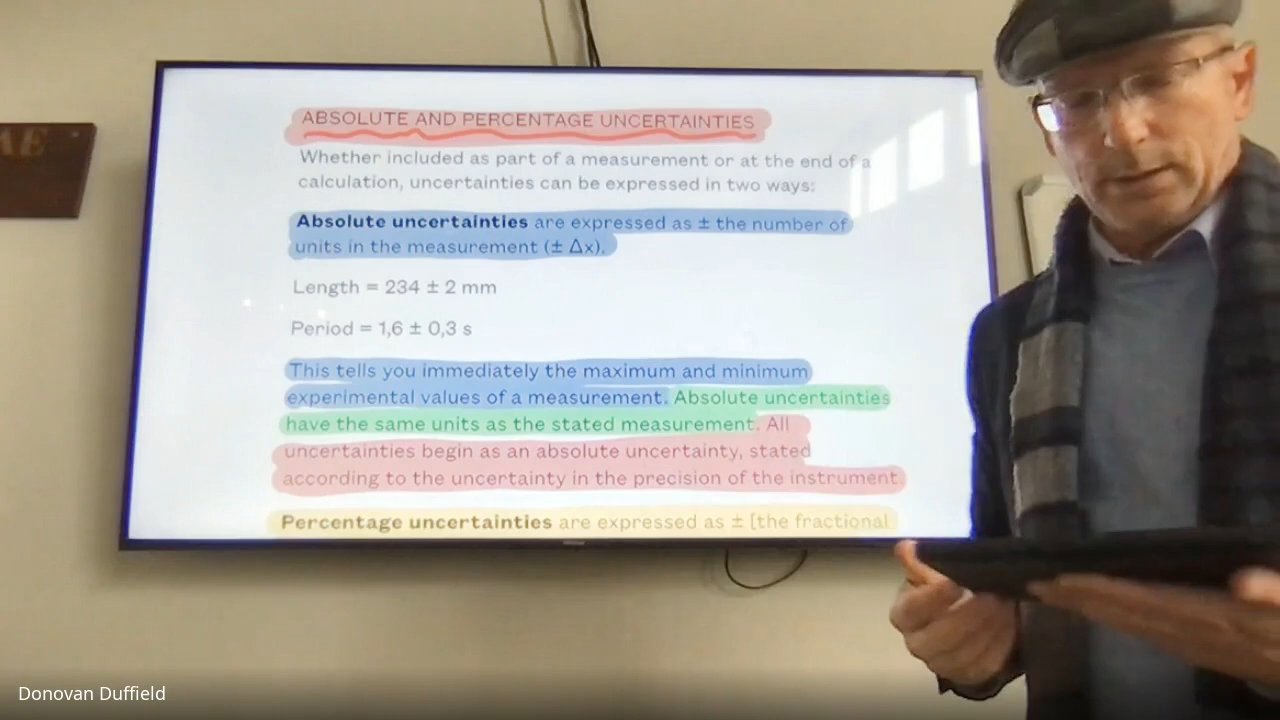 AE
ABSOLUTE AND PERCENTAGE UNCERTAINTIES
Whether included as part of a measurement or at the end of a
calculation, uncertainties can be expressed in two ways:
Absolute uncertainties are expressed as ± the number of
units in the measurement (± Δx).
Length = 234 ± 2 mm
Period = 1,6 ± 0,3 s
This tells you immediately the maximum and minimum
experimental values of a measurement. Absolute uncertainties
have the same units as the stated measurement. All
uncertainties begin as an absolute uncertainty, stated
according to the uncertainty in the precision of the instrument.
Percentage uncertainties are expressed as ± [the fractional
Donovan Duffield